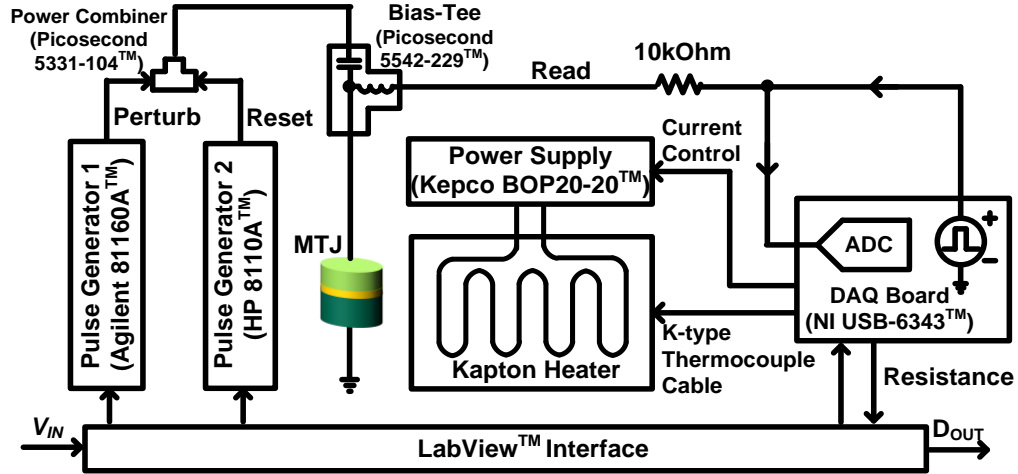 Power Combiner
(Picosecond
5331-104™)
Bias-Tee
(Picosecond
5542-229™)
10kOhm
Read
Perturb
Reset
Current
Control
Pulse Generator 1
(Agilent 81160A™)
Pulse Generator 2
(HP 8110A™)
Power Supply
(Kepco BOP20-20™)
MTJ
ADC
+
−
DAQ Board
(NI USB-6343™)
Kapton Heater
K-type
Thermocouple
Cable
Resistance
VIN
LabView™ Interface
DOUT